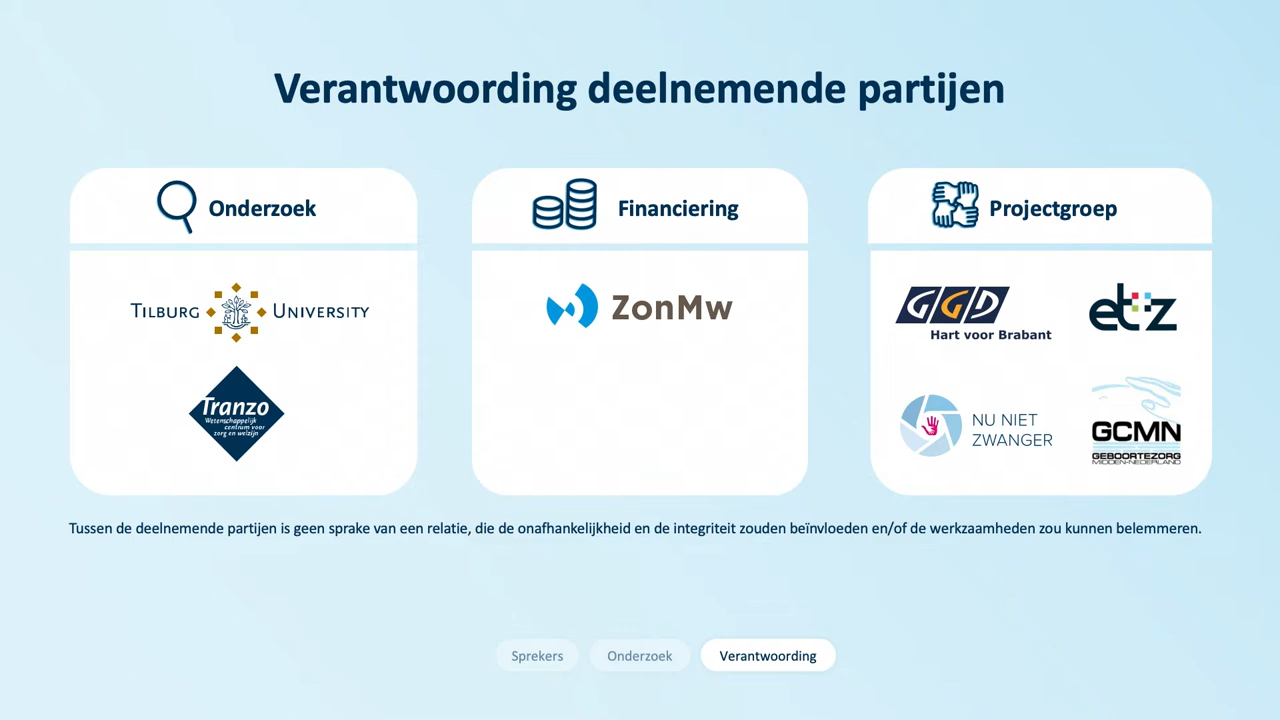 Verantwoording deelnemende partijen
Onderzoek
TILBURG UNIVERSITY
Tranzo
Wetenschappelijk
centrum voor
zorg en welzijn
Financiering
ZonMw
Projectgroep
GGD
Hart voor Brabant
etz
NU NIET
ZWANGER
GCMN
GEBOORTEZORG
MIDDEN-NEDERLAND
Tussen de deelnemende partijen is geen sprake van een relatie, die de onafhankelijkheid en de integriteit zouden beïnvloeden en/of de werkzaamheden zou kunnen belemmeren.
Sprekers
Onderzoek
Verantwoording